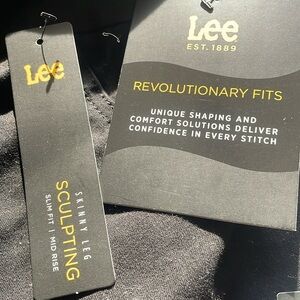 Lee
SKINNY LEG
SCULPTING
SLIM FIT | MID RISE
Lee
EST. 1889
REVOLUTIONARY FITS
UNIQUE SHAPING AND
COMFORT SOLUTIONS DELIVER
CONFIDENCE IN EVERY STITCH